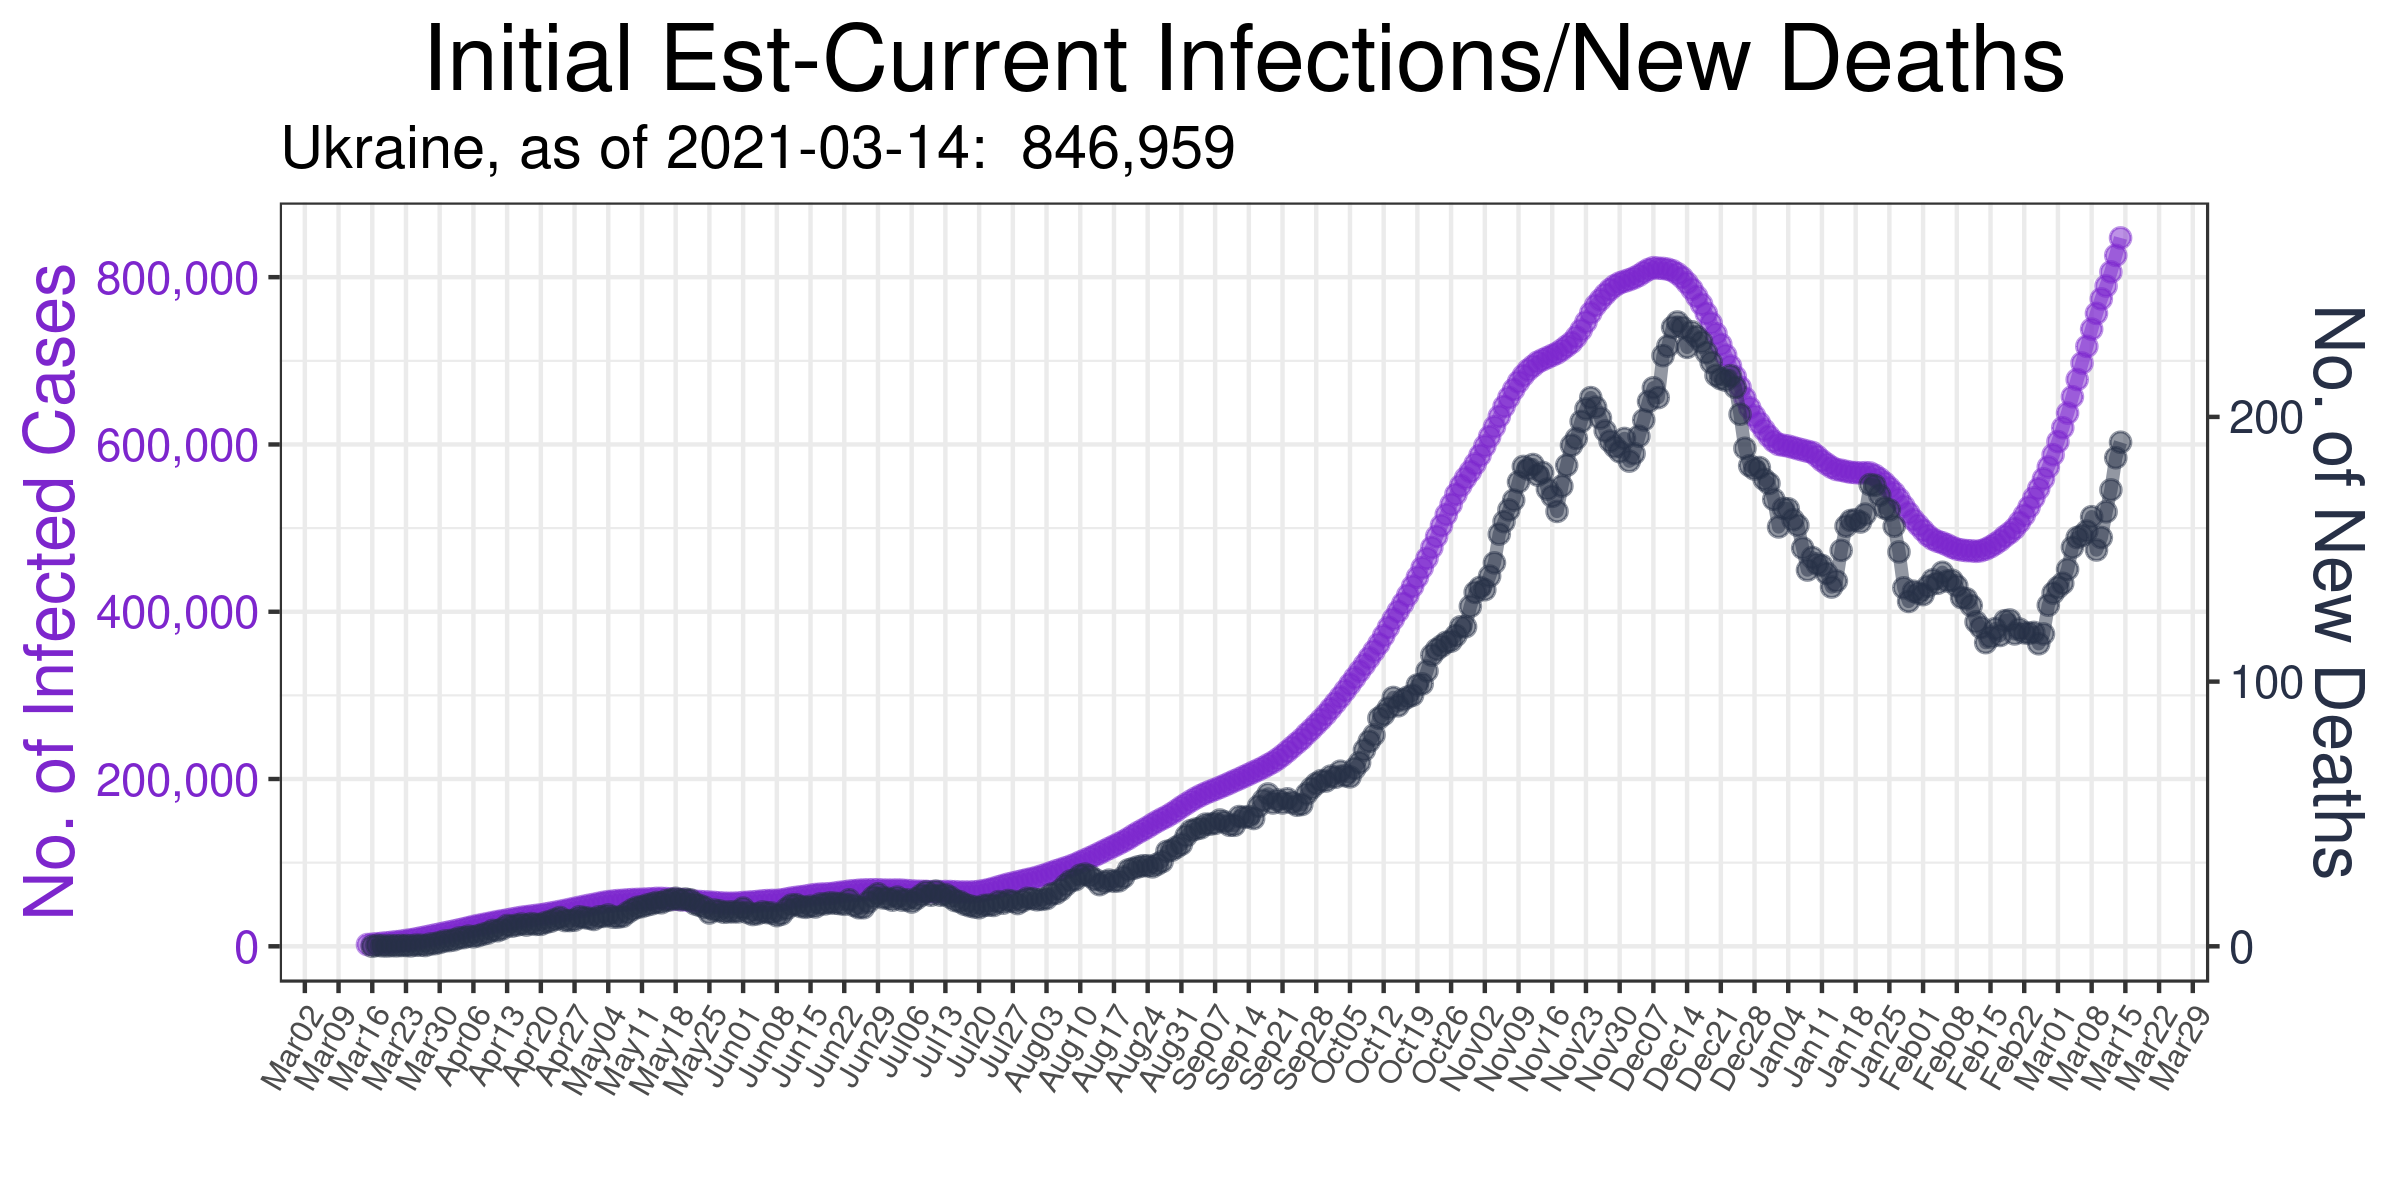 Initial Est-Current Infections/New Deaths
Ukraine, as of 2021-03-14:  846,959
No. of Infected Cases
800,000
600,000
400,000
200,000
0
200
100
0
No. of New Deaths
Mar02
Mar09
Mar16
Mar23
Mar30
Apr06
Apr13
Apr20
Apr27
May04
May11
May18
May25
Jun01
Jun08
Jun15
Jun22
Jun29
Jul06
Jul13
Jul20
Jul27
Aug03
Aug10
Aug17
Aug24
Aug31
Sep07
Sep14
Sep21
Sep28
Oct05
Oct12
Oct19
Oct26
Nov02
Nov09
Nov16
Nov23
Nov30
Dec07
Dec14
Dec21
Dec28
Jan04
Jan11
Jan18
Jan25
Feb01
Feb08
Feb15
Feb22
Mar01
Mar08
Mar15
Mar22
Mar29